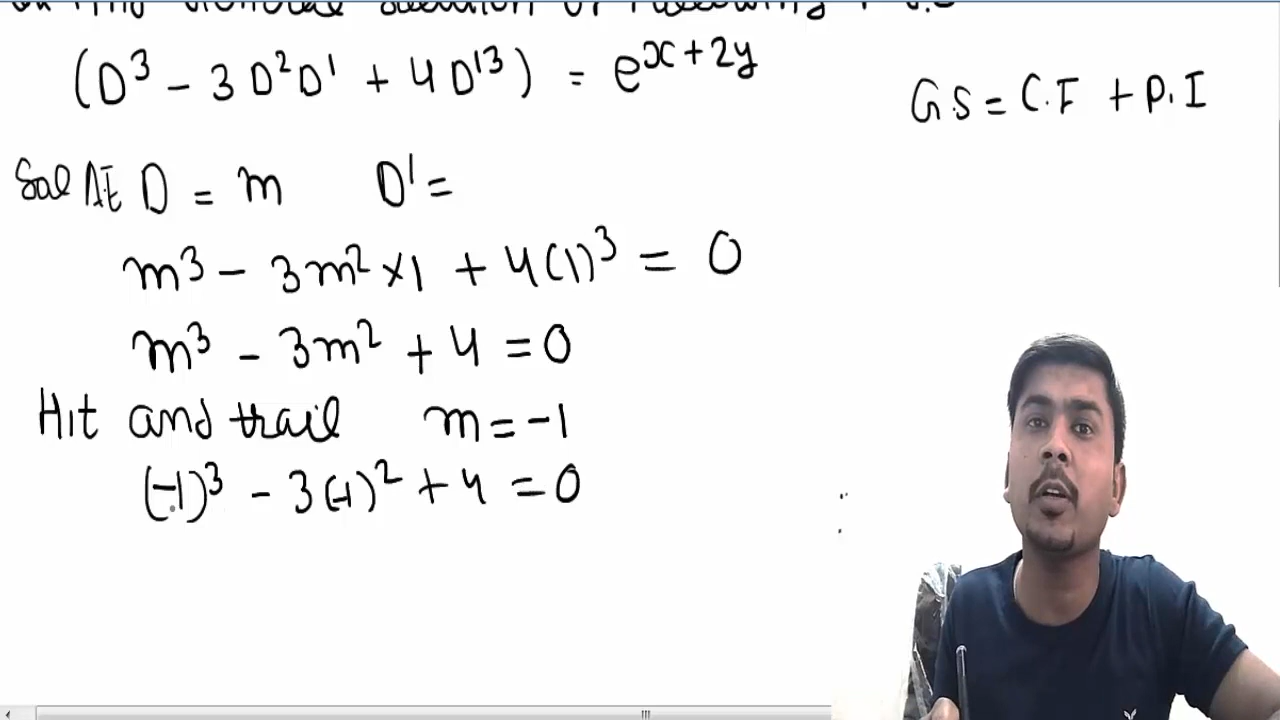 (D³ - 3D²D' + 4D'³) = e^{x+2y}
G.S = C.F + P.I
Sol AE D = m D' =
m³ - 3m² × 1 + 4(1)³ = 0
m³ - 3m² + 4 = 0
Hit and trail m = -1
(-1)³ - 3(-1)² + 4 = 0